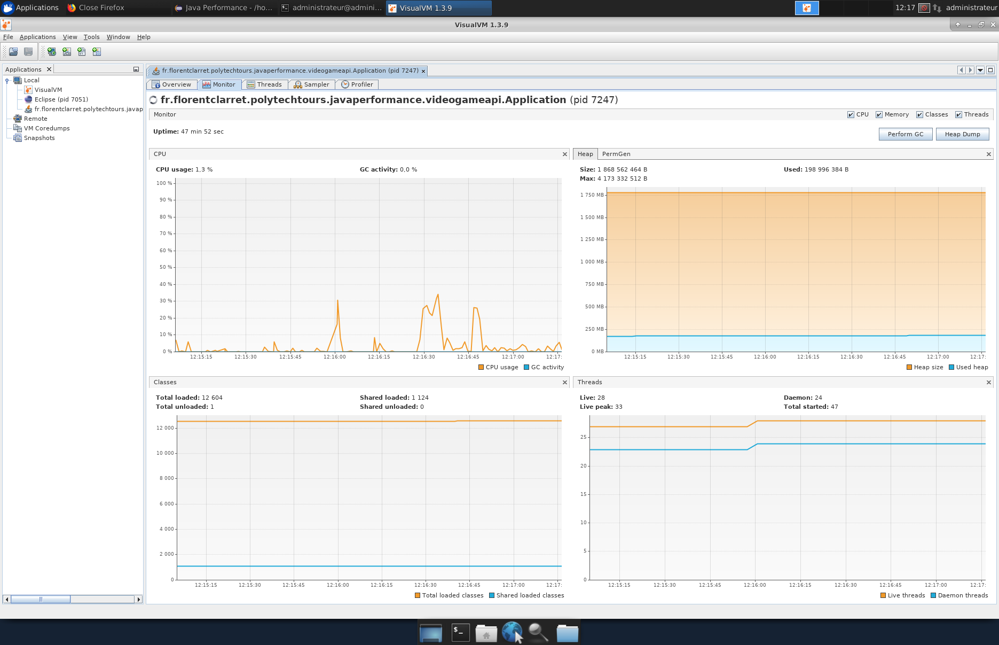 Applications
Close Firefox
Java Performance - /ho...
administrateur@admini...
VisualVM 1.3.9
12:17
administrateur
VisualVM 1.3.9
File Applications View Tools Window Help
Applications
Local
VisualVM
Eclipse (pid 7051)
fr.florentclarret.polytechtours.javap
Remote
VM Coredumps
Snapshots
fr.florentclarret.polytechtours.javaperformance.videogameapi.Application (pid 7247)
Overview Monitor Threads Sampler Profiler
fr.florentclarret.polytechtours.javaperformance.videogameapi.Application (pid 7247)
Monitor
CPU Memory Classes Threads
Uptime: 47 min 52 sec
Perform GC Heap Dump
CPU
CPU usage: 1,3 % GC activity: 0,0 %
100 %
90 %
80 %
70 %
60 %
50 %
40 %
30 %
20 %
10 %
0 %
12:15:15 12:15:30 12:15:45 12:16:00 12:16:15 12:16:30 12:16:45 12:17:00 12:17:
CPU usage GC activity
Heap PermGen
Size: 1 868 562 464 B Used: 198 996 384 B
Max: 4 173 332 512 B
1 750 MB
1 500 MB
1 250 MB
1 000 MB
750 MB
500 MB
250 MB
0 MB
12:15:15 12:15:30 12:15:45 12:16:00 12:16:15 12:16:30 12:16:45 12:17:00 12:17:
Heap size Used heap
Classes
Total loaded: 12 604 Shared loaded: 1 124
Total unloaded: 1 Shared unloaded: 0
12 000
10 000
8 000
6 000
4 000
2 000
0
12:15:15 12:15:30 12:15:45 12:16:00 12:16:15 12:16:30 12:16:45 12:17:00 12:17:
Total loaded classes Shared loaded classes
Threads
Live: 28 Daemon: 24
Live peak: 33 Total started: 47
25
20
15
10
5
0
12:15:15 12:15:30 12:15:45 12:16:00 12:16:15 12:16:30 12:16:45 12:17:00 12:17:
Live threads Daemon threads
$_